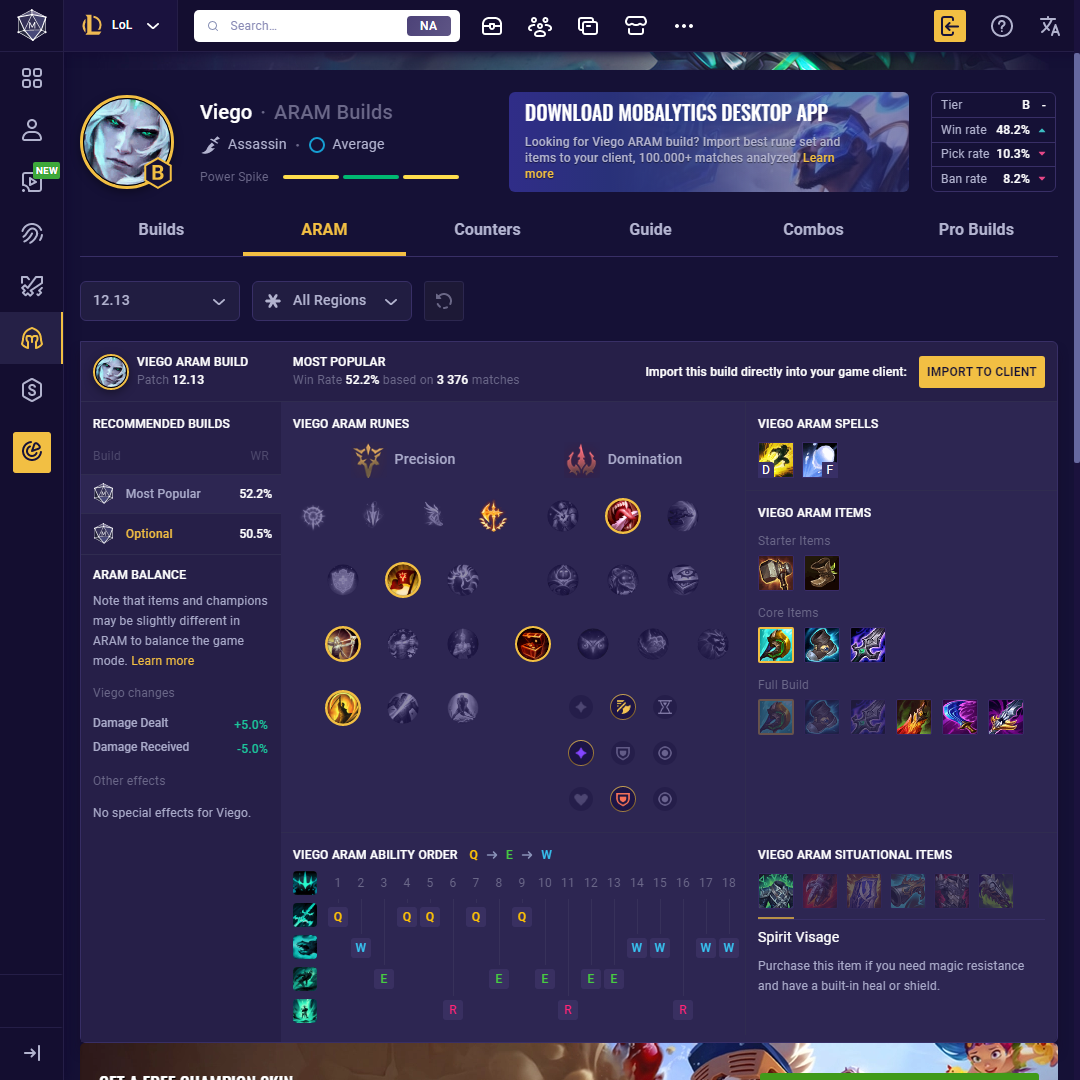 LoL
Search...
NA
NEW
B
Viego · ARAM Builds
Assassin · Average
Power Spike
DOWNLOAD MOBALYTICS DESKTOP APP
Looking for Viego ARAM build? Import best rune set and
items to your client, 100.000+ matches analyzed. Learn
more
Tier B -
Win rate 48.2%
Pick rate 10.3%
Ban rate 8.2%
Builds
ARAM
Counters
Guide
Combos
Pro Builds
12.13
All Regions
VIEGO ARAM BUILD
Patch 12.13
MOST POPULAR
Win Rate 52.2% based on 3 376 matches
Import this build directly into your game client:
IMPORT TO CLIENT
RECOMMENDED BUILDS
Build WR
Most Popular 52.2%
Optional 50.5%
ARAM BALANCE
Note that items and champions
may be slightly different in
ARAM to balance the game
mode. Learn more
Viego changes
Damage Dealt +5.0%
Damage Received -5.0%
Other effects
No special effects for Viego.
VIEGO ARAM RUNES
Precision
Domination
VIEGO ARAM SPELLS
D F
VIEGO ARAM ITEMS
Starter Items
Core Items
Full Build
VIEGO ARAM ABILITY ORDER Q → E → W
1 2 3 4 5 6 7 8 9 10 11 12 13 14 15 16 17 18
Q Q Q Q Q
W W W W W
E E E E E
R R R
VIEGO ARAM SITUATIONAL ITEMS
Spirit Visage
Purchase this item if you need magic resistance
and have a built-in heal or shield.
GET A FREE CHAMPION SKIN